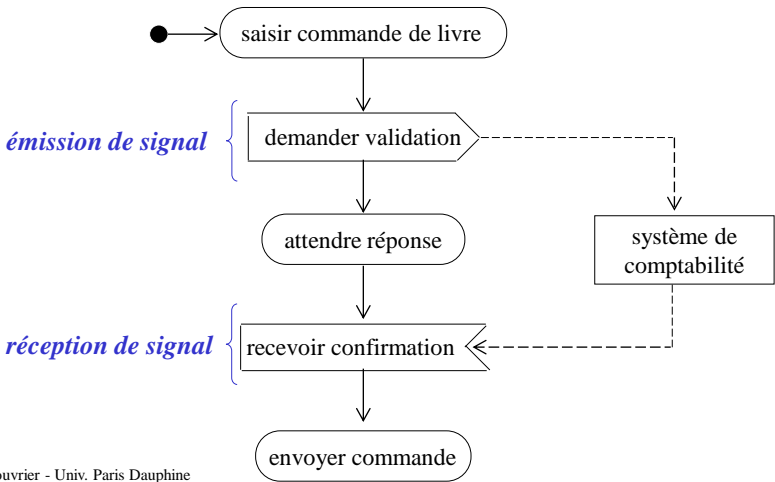 saisir commande de livre
émission de signal
demander validation
attendre réponse
système de
comptabilité
réception de signal
recevoir confirmation
envoyer commande
ouvrier - Univ. Paris Dauphine